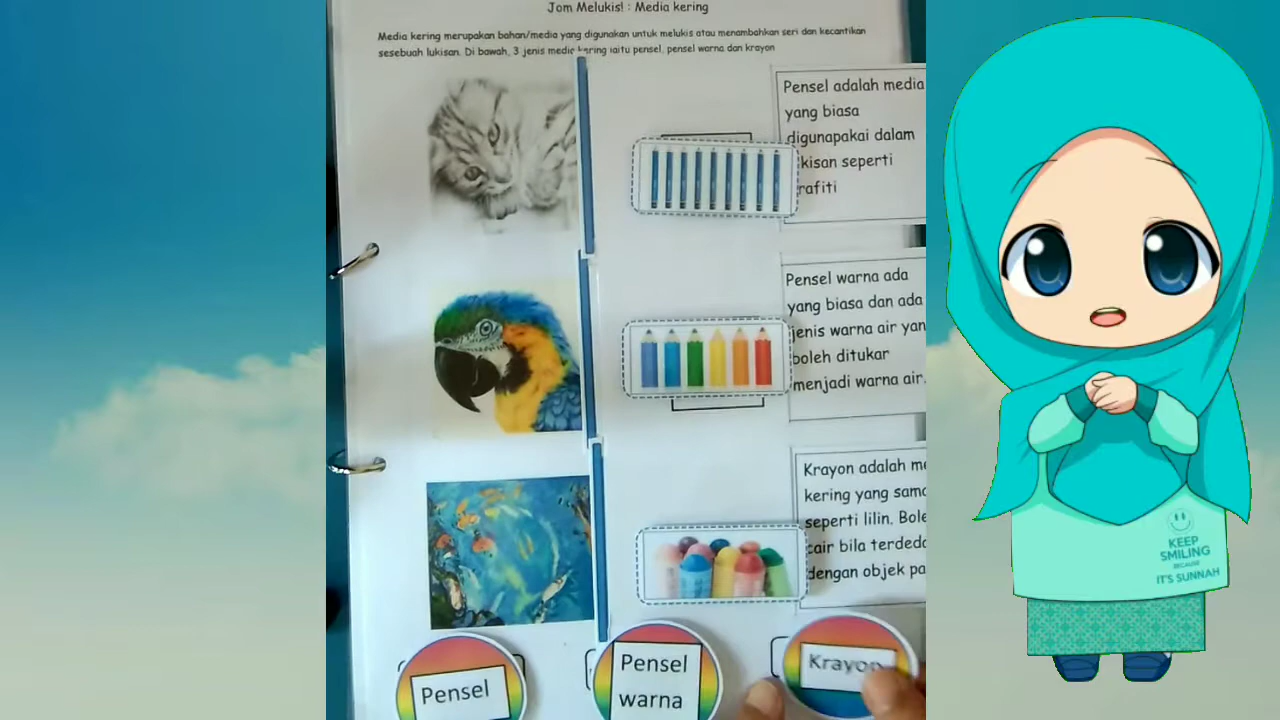 Jom Melukis! : Media kering
Media kering merupakan bahan/media yang digunakan untuk melukis atau menambahkan seri dan kecantikan
sesebuah lukisan. Di bawah, 3 jenis media kering iaitu pensel, pensel warna dan krayon
Pensel adalah media
yang biasa
digunapakai dalam
kisan seperti
rafiti
Pensel warna ada
yang biasa dan ada
jenis warna air yan
boleh ditukar
menjadi warna air.
Krayon adalah me
kering yang sama
seperti lilin. Bole
cair bila terdeda
dengan objek pa
Pensel
Pensel
warna
Krayon
KEEP
SMILING
BECAUSE
IT'S SUNNAH